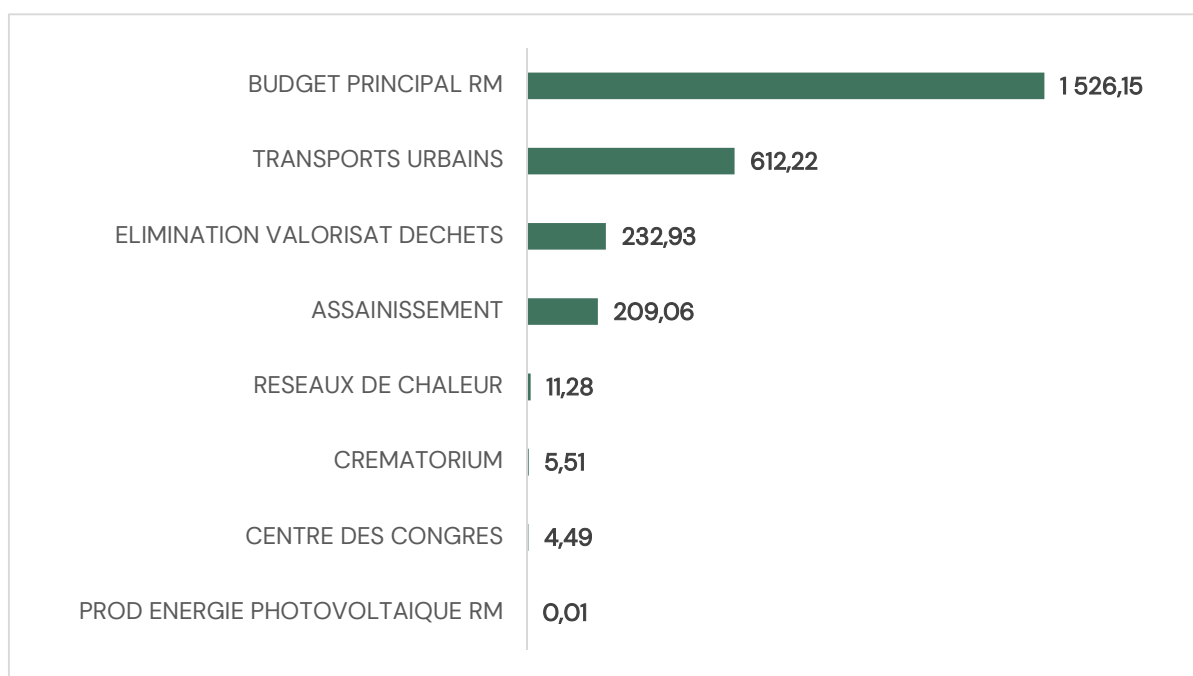 BUDGET PRINCIPAL RM 1 526,15
TRANSPORTS URBAINS 612,22
ELIMINATION VALORISAT DECHETS 232,93
ASSAINISSEMENT 209,06
RESEAUX DE CHALEUR 11,28
CREMATORIUM 5,51
CENTRE DES CONGRES 4,49
PROD ENERGIE PHOTOVOLTAIQUE RM 0,01